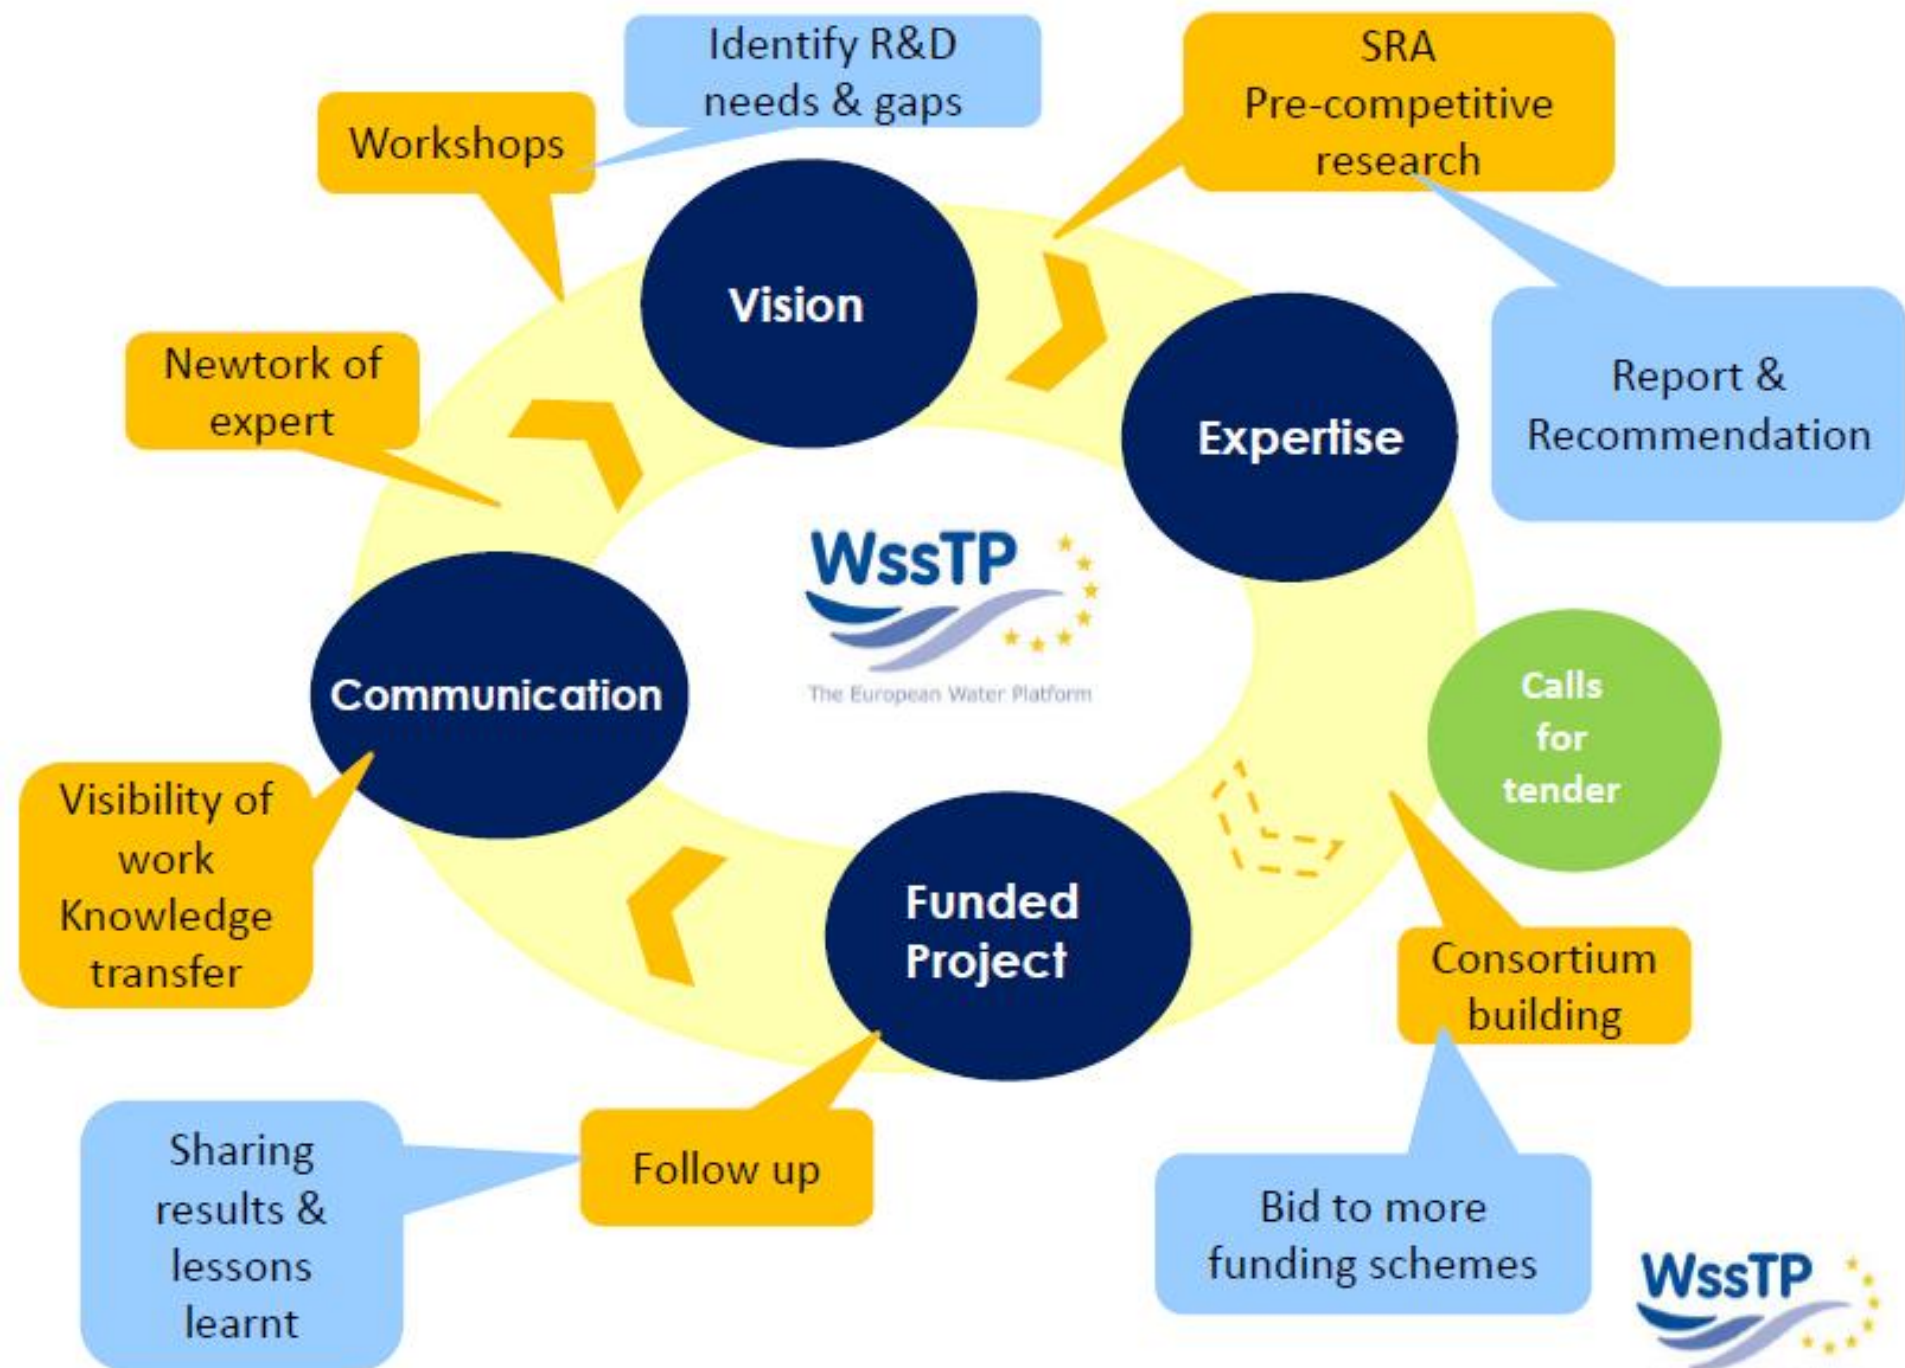 Identify R&D
needs & gaps
SRA
Pre-competitive
research
Workshops
Vision
Newtork of
expert
Expertise
Report &
Recommendation
WssTP
The European Water Platform
Communication
Calls
for
tender
Visibility of
work
Knowledge
transfer
Funded
Project
Consortium
building
Sharing
results &
lessons
learnt
Follow up
Bid to more
funding schemes
WssTP